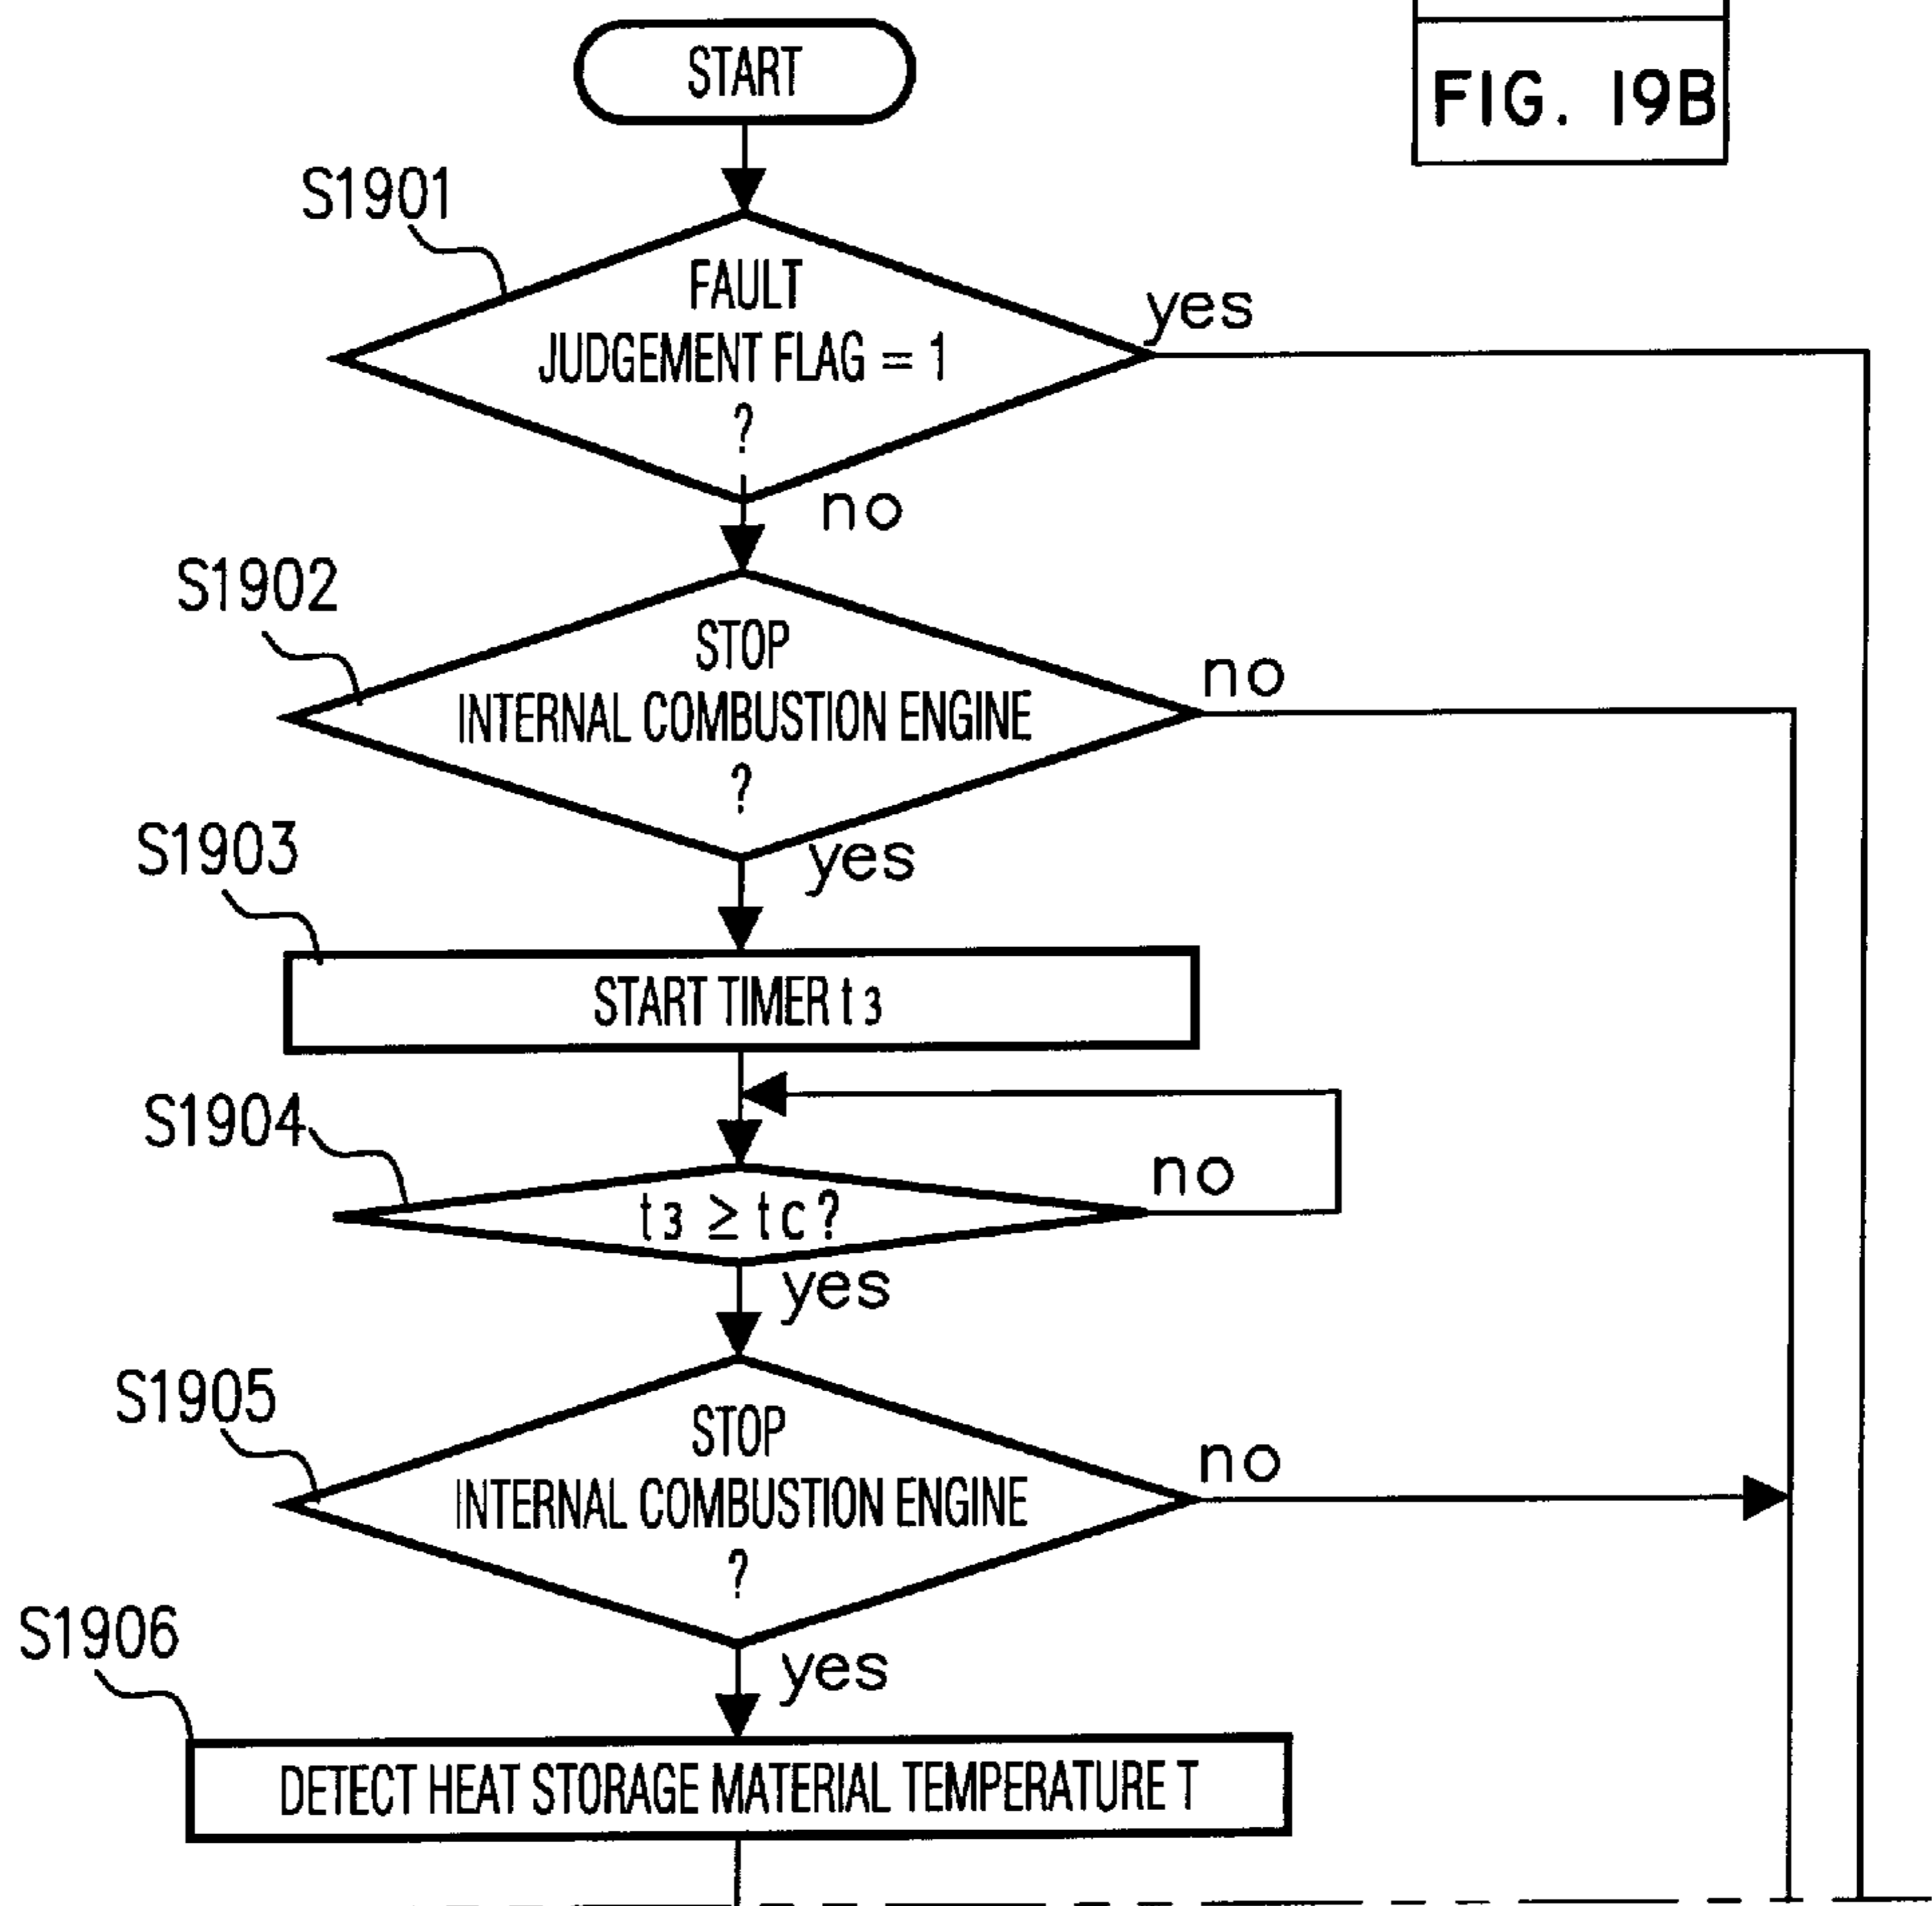 START
FIG. 19B
S1901
FAULT
JUDGEMENT FLAG = 1
?
yes
no
S1902
STOP
INTERNAL COMBUSTION ENGINE
?
no
yes
S1903
START TIMER t3
S1904
t3 ≥ tc?
no
yes
S1905
STOP
INTERNAL COMBUSTION ENGINE
?
no
yes
S1906
DETECT HEAT STORAGE MATERIAL TEMPERATURE T